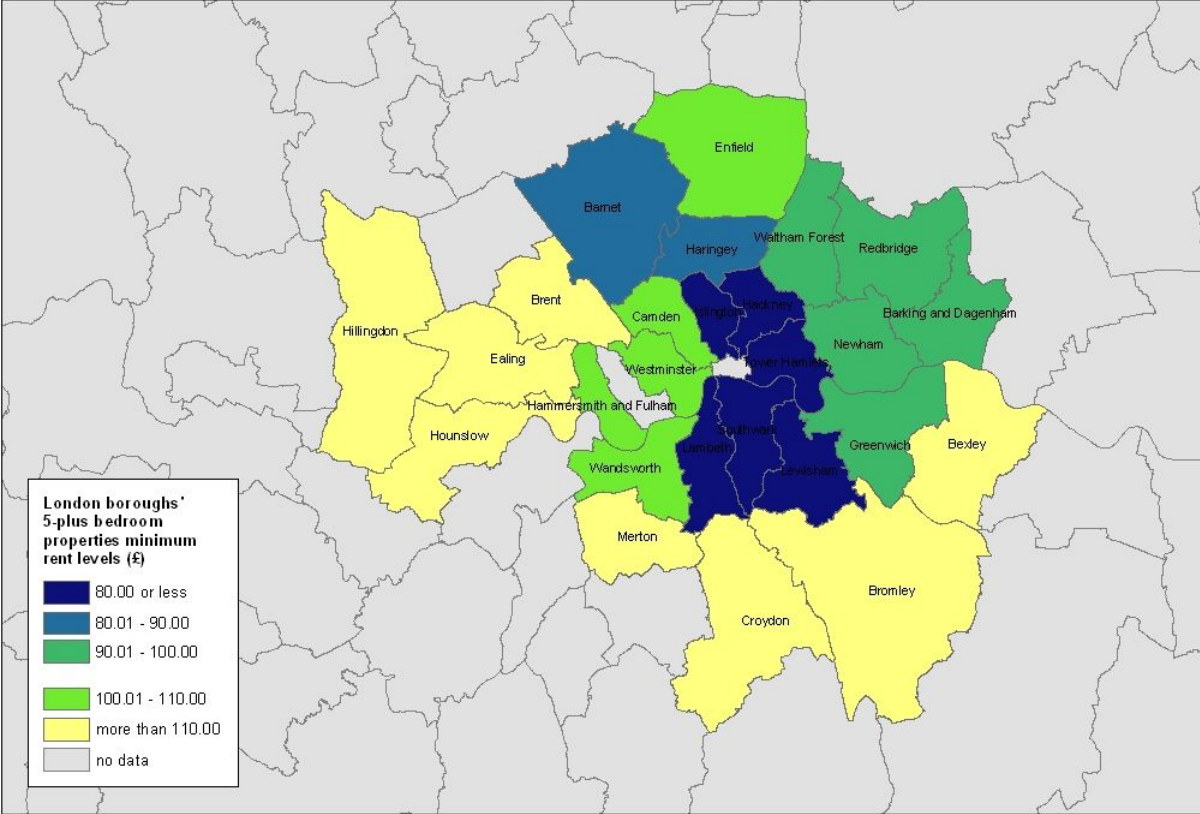 Enfield
Barnet
Waltham Forest
Haringey
Redbridge
Brent
Hackney
Islington
Camden
Barking and Dagenham
Hillingdon
Newham
Ealing
Tower Hamlets
Westminster
Hammersmith and Fulham
Southwark
Hounslow
Greenwich
Bexley
Lambeth
Wandsworth
Lewisham
Merton
Bromley
Croydon
London boroughs'
5-plus bedroom
properties minimum
rent levels (£)
80.00 or less
80.01 - 90.00
90.01 - 100.00
100.01 - 110.00
more than 110.00
no data